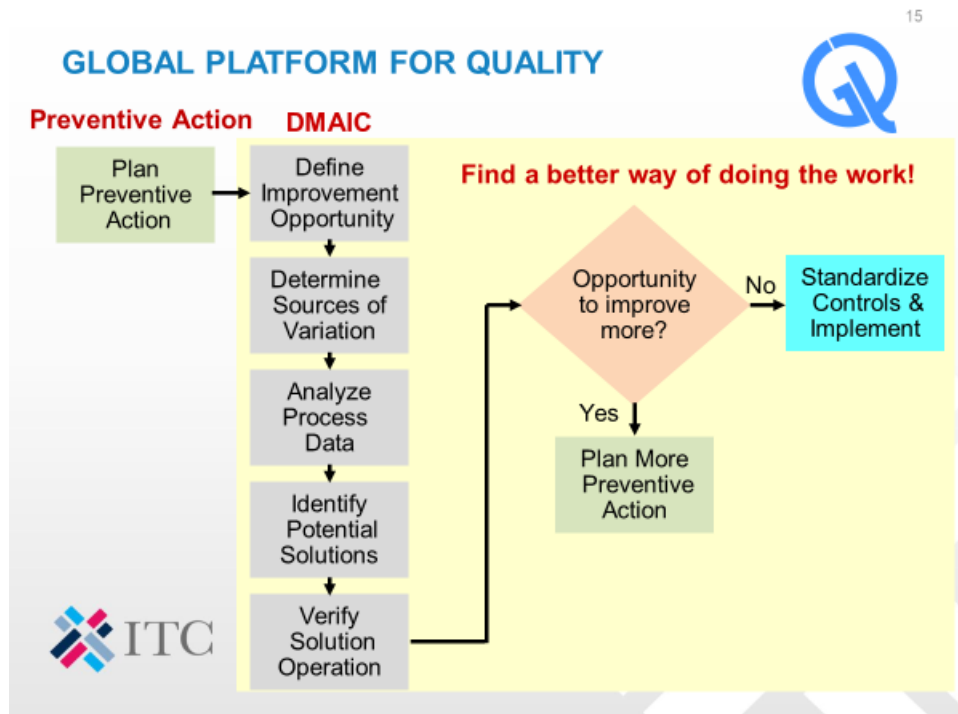 15
GLOBAL PLATFORM FOR QUALITY
Preventive Action
DMAIC
Plan
Preventive
Action
Define
Improvement
Opportunity
Determine
Sources of
Variation
Analyze
Process
Data
Identify
Potential
Solutions
Verify
Solution
Operation
Find a better way of doing the work!
Opportunity
to improve
more?
No
Standardize
Controls &
Implement
Yes
Plan More
Preventive
Action
ITC